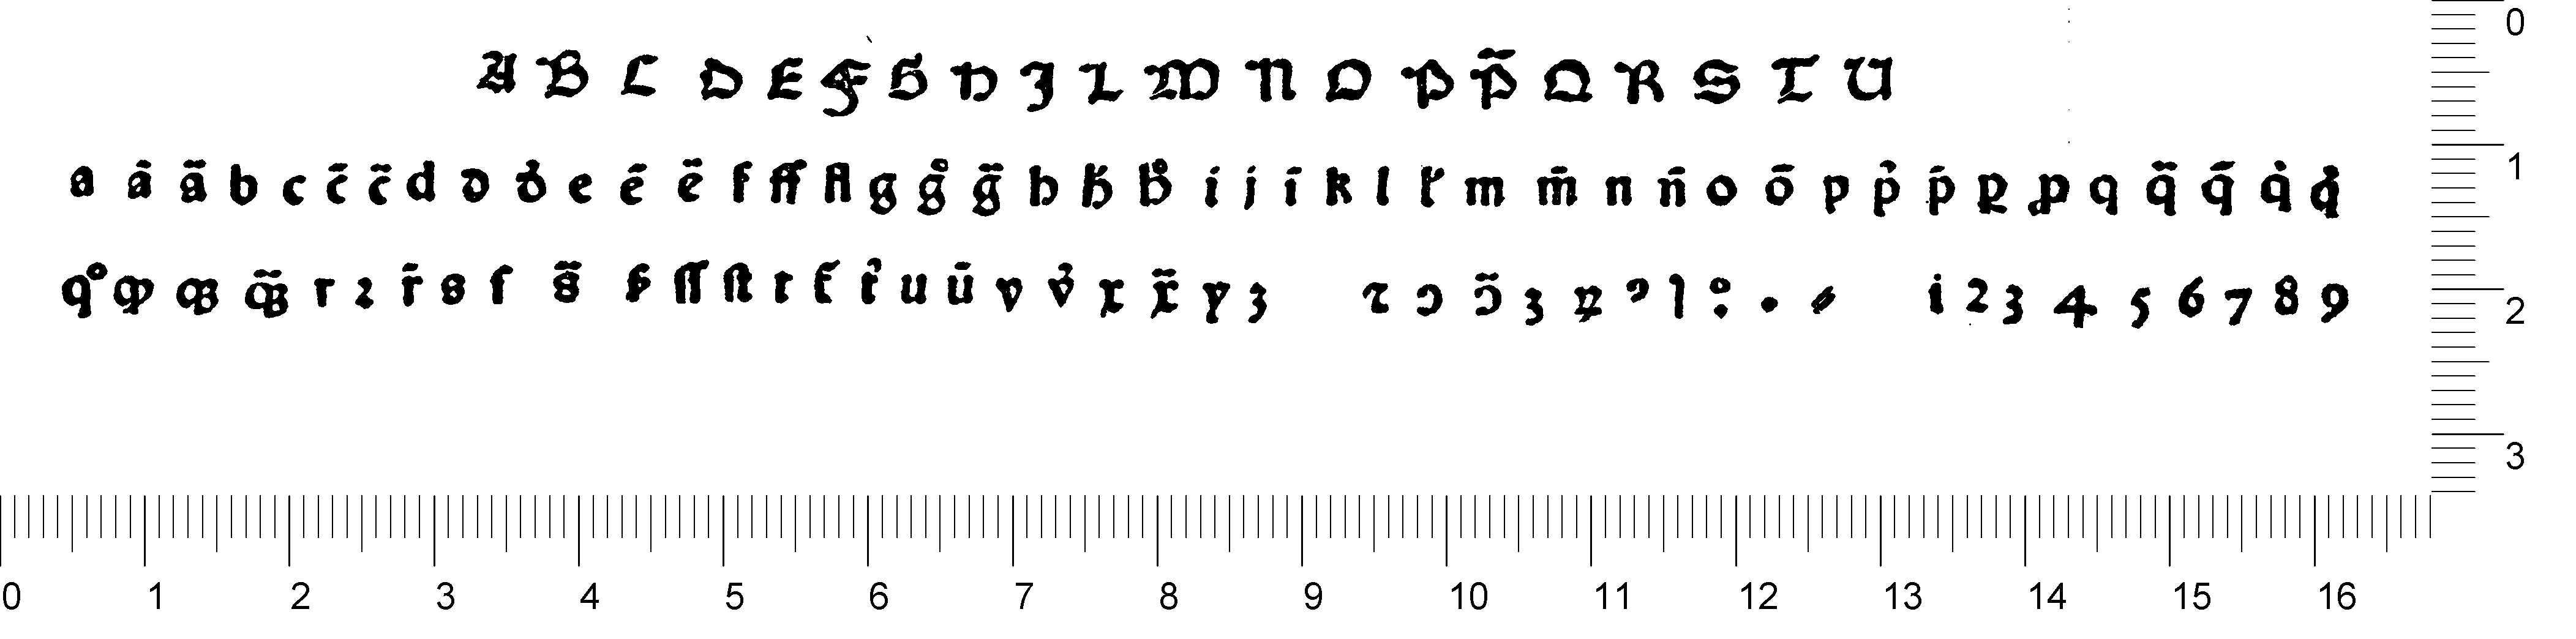 A B C D E F G H I L M N O P P̃ Q R S T U
a ā ã b c c̄ c̃ d d d̛ e ē ẽ f ff fl g g̊ g̃ h ħ h̊ i j ī k l ł m m̄ n n̄ o ō p p̛ p̄ ꝑ ꝓ q q̃ q̄ q̇ q̛
q̊ ꝙ r ꝛ r̄ s ſ s̃ ſſ ſt t t̛ u ū v v̛ x x̃ y z ꝛ ɔ ɔ̃ ꝫ ꝝ ꝰ l : . 1 2 3 4 5 6 7 8 9
0
1
2
3
0 1 2 3 4 5 6 7 8 9 10 11 12 13 14 15 16